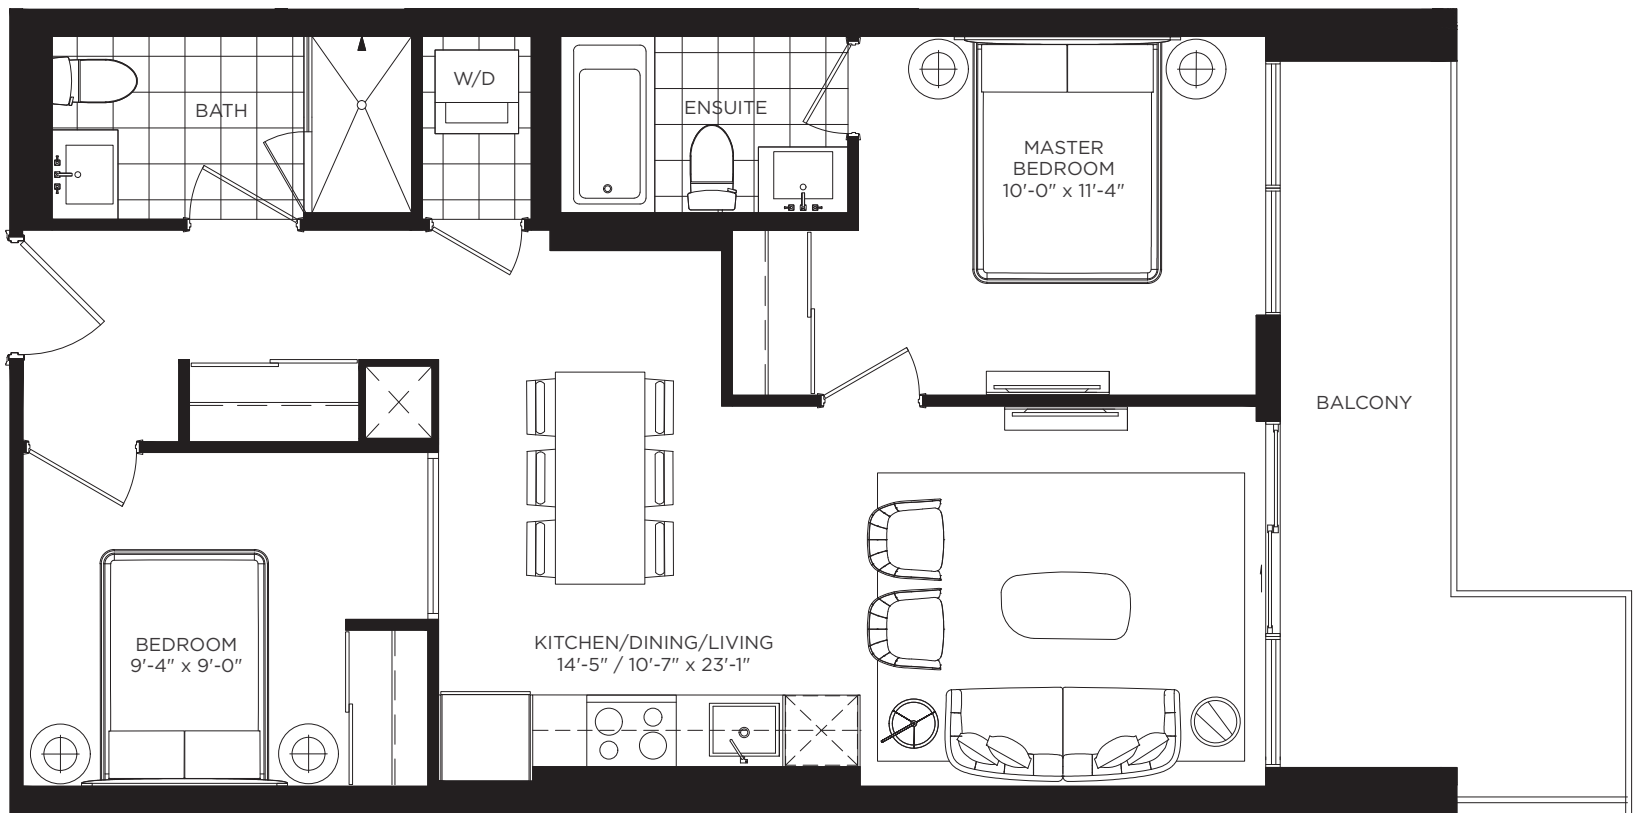 BATH
W/D
ENSUITE
MASTER
BEDROOM
10'-0" x 11'-4"
BALCONY
BEDROOM
9'-4" x 9'-0"
KITCHEN/DINING/LIVING
14'-5" / 10'-7" x 23'-1"